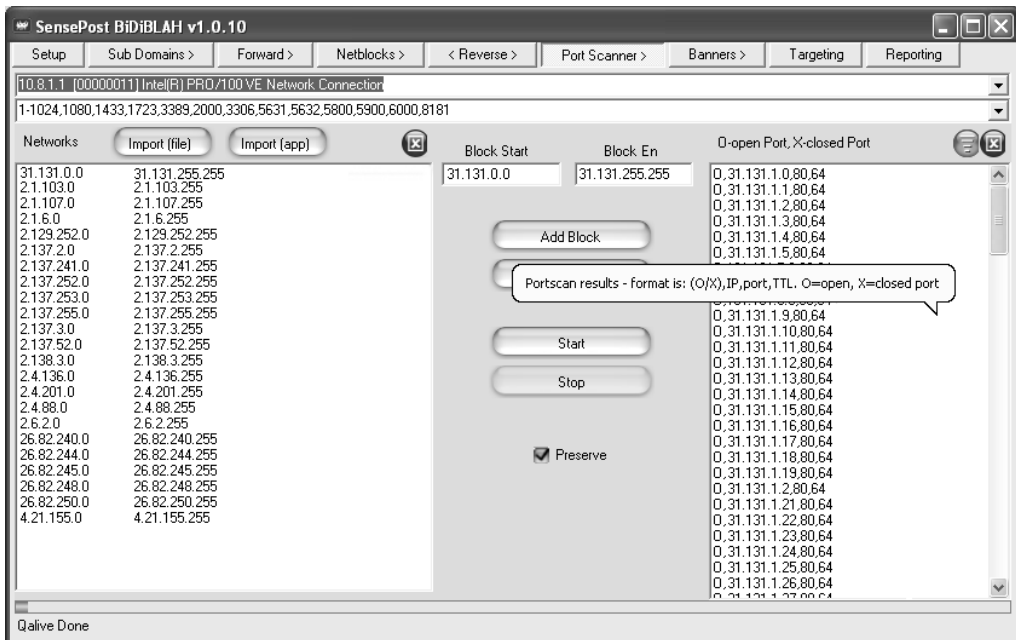 SensePost BiDiBLAH v1.0.10
Setup Sub Domains > Forward > Netblocks > < Reverse > Port Scanner > Banners > Targeting Reporting
10.8.1.1 [00000011] Intel(R) PRO/100 VE Network Connection
1-1024,1080,1433,1723,3389,2000,3306,5631,5632,5800,5900,6000,8181
Networks Import (file) Import (app)
31.131.0.0 31.131.255.255
2.1.103.0 2.1.103.255
2.1.107.0 2.1.107.255
2.1.6.0 2.1.6.255
2.129.252.0 2.129.252.255
2.137.2.0 2.137.2.255
2.137.241.0 2.137.241.255
2.137.252.0 2.137.252.255
2.137.253.0 2.137.253.255
2.137.255.0 2.137.255.255
2.137.3.0 2.137.3.255
2.137.52.0 2.137.52.255
2.138.3.0 2.138.3.255
2.4.136.0 2.4.136.255
2.4.201.0 2.4.201.255
2.4.88.0 2.4.88.255
2.6.2.0 2.6.2.255
26.82.240.0 26.82.240.255
26.82.244.0 26.82.244.255
26.82.245.0 26.82.245.255
26.82.248.0 26.82.248.255
26.82.250.0 26.82.250.255
4.21.155.0 4.21.155.255
Block Start Block En
31.131.0.0 31.131.255.255
Add Block
Start
Stop
Preserve
O-open Port, X-closed Port
O,31.131.1.0,80,64
O,31.131.1.1,80,64
O,31.131.1.2,80,64
O,31.131.1.3,80,64
O,31.131.1.4,80,64
O,31.131.1.5,80,64
Portscan results - format is: (O/X),IP,port,TTL. O=open, X=closed port
O,31.131.1.9,80,64
O,31.131.1.10,80,64
O,31.131.1.11,80,64
O,31.131.1.12,80,64
O,31.131.1.13,80,64
O,31.131.1.14,80,64
O,31.131.1.15,80,64
O,31.131.1.16,80,64
O,31.131.1.17,80,64
O,31.131.1.18,80,64
O,31.131.1.19,80,64
O,31.131.1.2,80,64
O,31.131.1.21,80,64
O,31.131.1.22,80,64
O,31.131.1.23,80,64
O,31.131.1.24,80,64
O,31.131.1.25,80,64
O,31.131.1.26,80,64
Qalive Done